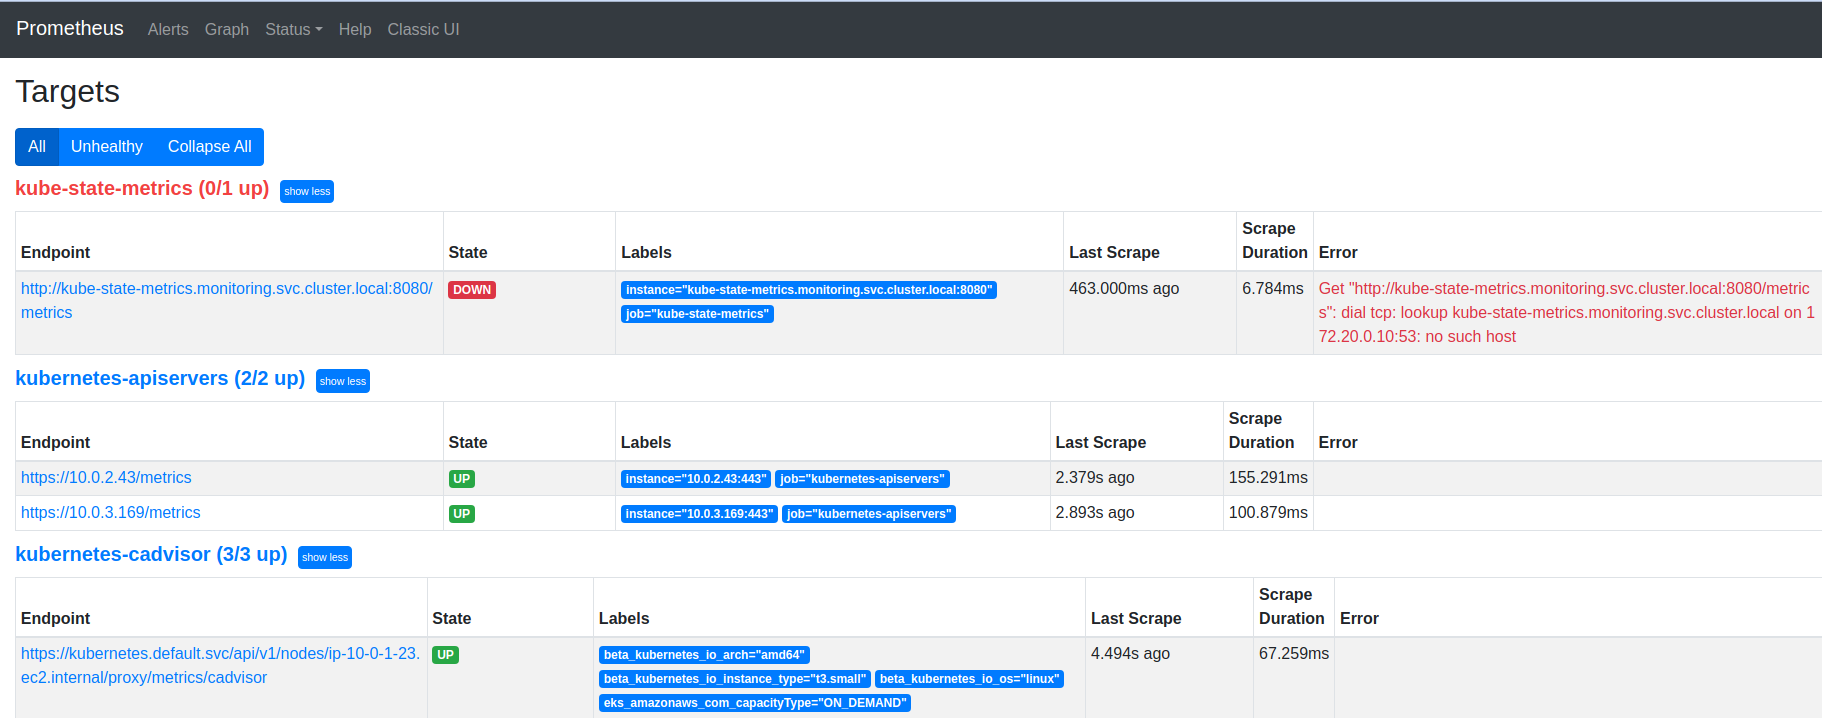 Prometheus Alerts Graph Status Help Classic UI
Targets
All Unhealthy Collapse All
kube-state-metrics (0/1 up) show less
Endpoint State Labels Last Scrape Scrape Duration Error
http://kube-state-metrics.monitoring.svc.cluster.local:8080/
metrics
DOWN
instance="kube-state-metrics.monitoring.svc.cluster.local:8080"
job="kube-state-metrics"
463.000ms ago
6.784ms
Get "http://kube-state-metrics.monitoring.svc.cluster.local:8080/metric
s": dial tcp: lookup kube-state-metrics.monitoring.svc.cluster.local on 1
72.20.0.10:53: no such host
kubernetes-apiservers (2/2 up) show less
Endpoint State Labels Last Scrape Scrape Duration Error
https://10.0.2.43/metrics UP instance="10.0.2.43:443" job="kubernetes-apiservers" 2.379s ago 155.291ms
https://10.0.3.169/metrics UP instance="10.0.3.169:443" job="kubernetes-apiservers" 2.893s ago 100.879ms
kubernetes-cadvisor (3/3 up) show less
Endpoint State Labels Last Scrape Scrape Duration Error
https://kubernetes.default.svc/api/v1/nodes/ip-10-0-1-23.
ec2.internal/proxy/metrics/cadvisor
UP
beta_kubernetes_io_arch="amd64"
beta_kubernetes_io_instance_type="t3.small" beta_kubernetes_io_os="linux"
eks_amazonaws_com_capacityType="ON_DEMAND"
4.494s ago
67.259ms